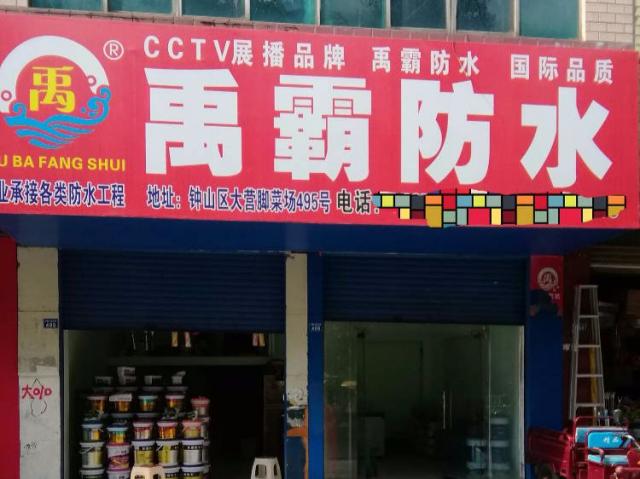 CCTV展播品牌 禹霸防水 国际品质
禹 ®
禹霸防水
U BA FANG SHUI
业承接各类防水工程 地址：钟山区大营脚菜场495号 电话：
495